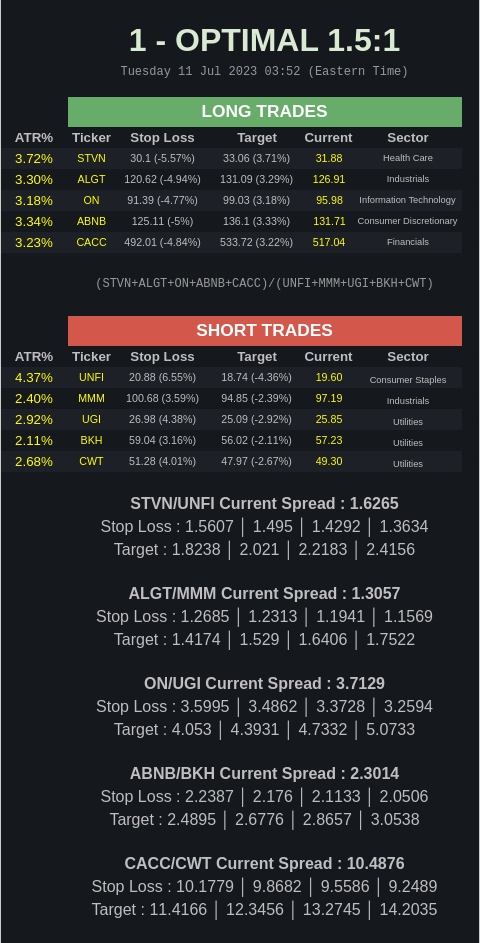 1 - OPTIMAL 1.5:1
Tuesday 11 Jul 2023 03:52 (Eastern Time)
LONG TRADES
ATR% Ticker Stop Loss Target Current Sector
3.72% STVN 30.1 (-5.57%) 33.06 (3.71%) 31.88 Health Care
3.30% ALGT 120.62 (-4.94%) 131.09 (3.29%) 126.91 Industrials
3.18% ON 91.39 (-4.77%) 99.03 (3.18%) 95.98 Information Technology
3.34% ABNB 125.11 (-5%) 136.1 (3.33%) 131.71 Consumer Discretionary
3.23% CACC 492.01 (-4.84%) 533.72 (3.22%) 517.04 Financials
(STVN+ALGT+ON+ABNB+CACC)/(UNFI+MMM+UGI+BKH+CWT)
SHORT TRADES
ATR% Ticker Stop Loss Target Current Sector
4.37% UNFI 20.88 (6.55%) 18.74 (-4.36%) 19.60 Consumer Staples
2.40% MMM 100.68 (3.59%) 94.85 (-2.39%) 97.19 Industrials
2.92% UGI 26.98 (4.38%) 25.09 (-2.92%) 25.85 Utilities
2.11% BKH 59.04 (3.16%) 56.02 (-2.11%) 57.23 Utilities
2.68% CWT 51.28 (4.01%) 47.97 (-2.67%) 49.30 Utilities
STVN/UNFI Current Spread : 1.6265
Stop Loss : 1.5607 │ 1.495 │ 1.4292 │ 1.3634
Target : 1.8238 │ 2.021 │ 2.2183 │ 2.4156
ALGT/MMM Current Spread : 1.3057
Stop Loss : 1.2685 │ 1.2313 │ 1.1941 │ 1.1569
Target : 1.4174 │ 1.529 │ 1.6406 │ 1.7522
ON/UGI Current Spread : 3.7129
Stop Loss : 3.5995 │ 3.4862 │ 3.3728 │ 3.2594
Target : 4.053 │ 4.3931 │ 4.7332 │ 5.0733
ABNB/BKH Current Spread : 2.3014
Stop Loss : 2.2387 │ 2.176 │ 2.1133 │ 2.0506
Target : 2.4895 │ 2.6776 │ 2.8657 │ 3.0538
CACC/CWT Current Spread : 10.4876
Stop Loss : 10.1779 │ 9.8682 │ 9.5586 │ 9.2489
Target : 11.4166 │ 12.3456 │ 13.2745 │ 14.2035